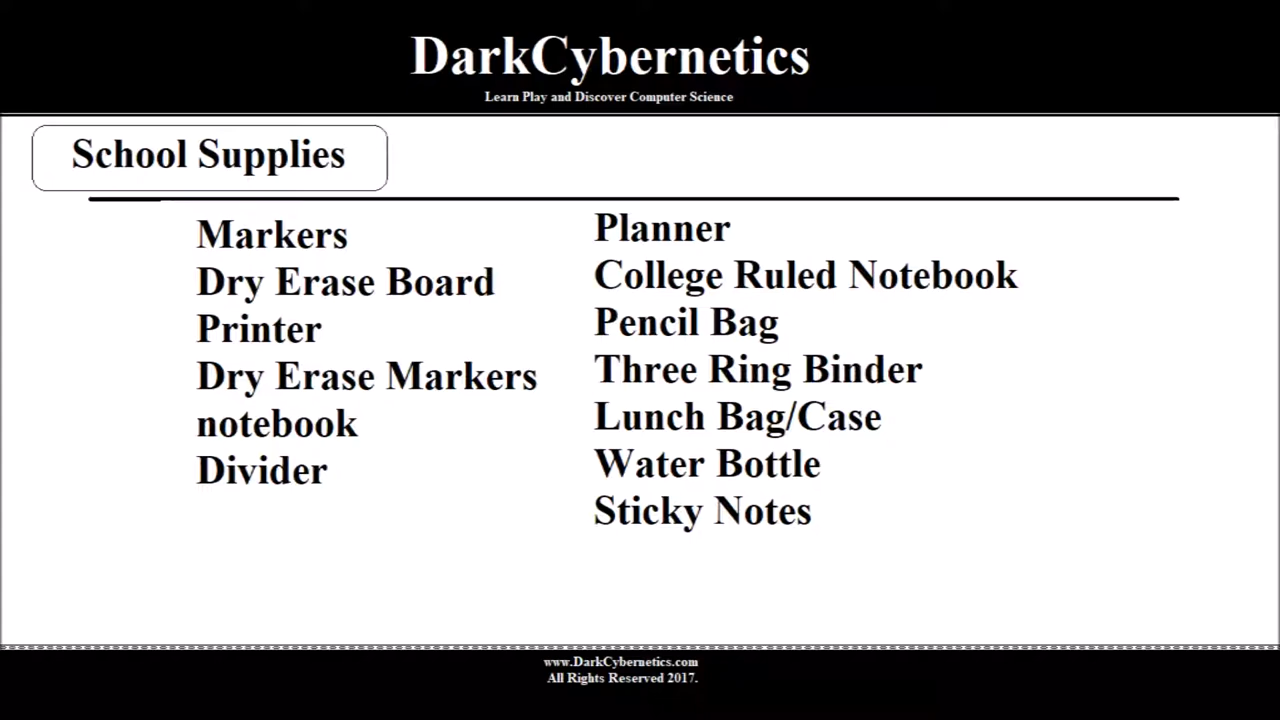 DarkCybernetics
Learn Play and Discover Computer Science
School Supplies
Markers
Dry Erase Board
Printer
Dry Erase Markers
notebook
Divider
Planner
College Ruled Notebook
Pencil Bag
Three Ring Binder
Lunch Bag/Case
Water Bottle
Sticky Notes
www.DarkCybernetics.com
All Rights Reserved 2017.